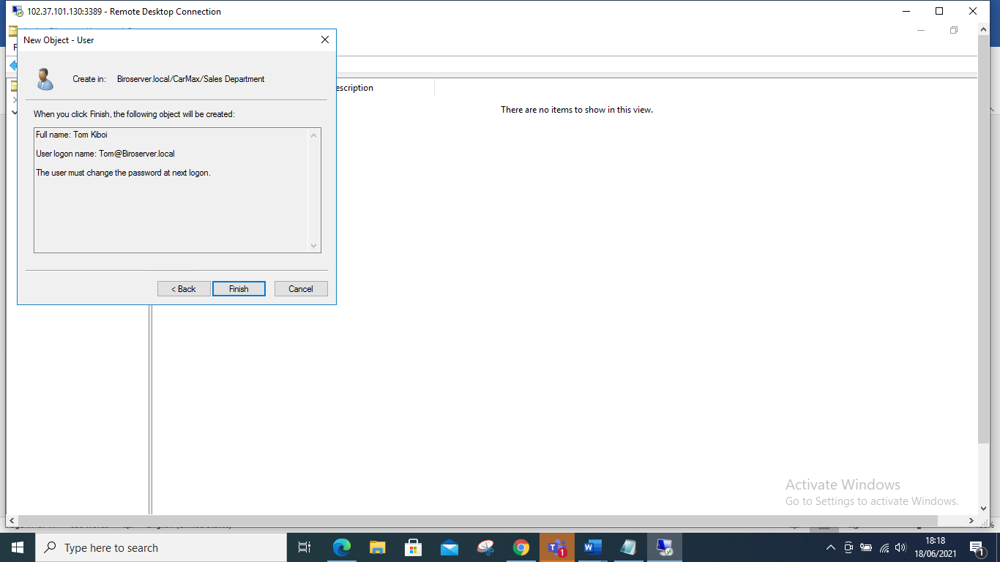 102.37.101.130:3389 - Remote Desktop Connection
New Object - User
Create in: Biroserver.local/CarMax/Sales Department
When you click Finish, the following object will be created:
Full name: Tom Kiboi
User logon name: Tom@Biroserver.local
The user must change the password at next logon.
< Back
Finish
Cancel
escription
There are no items to show in this view.
Activate Windows
Go to Settings to activate Windows.
Type here to search
1
18:18
18/06/2021
1